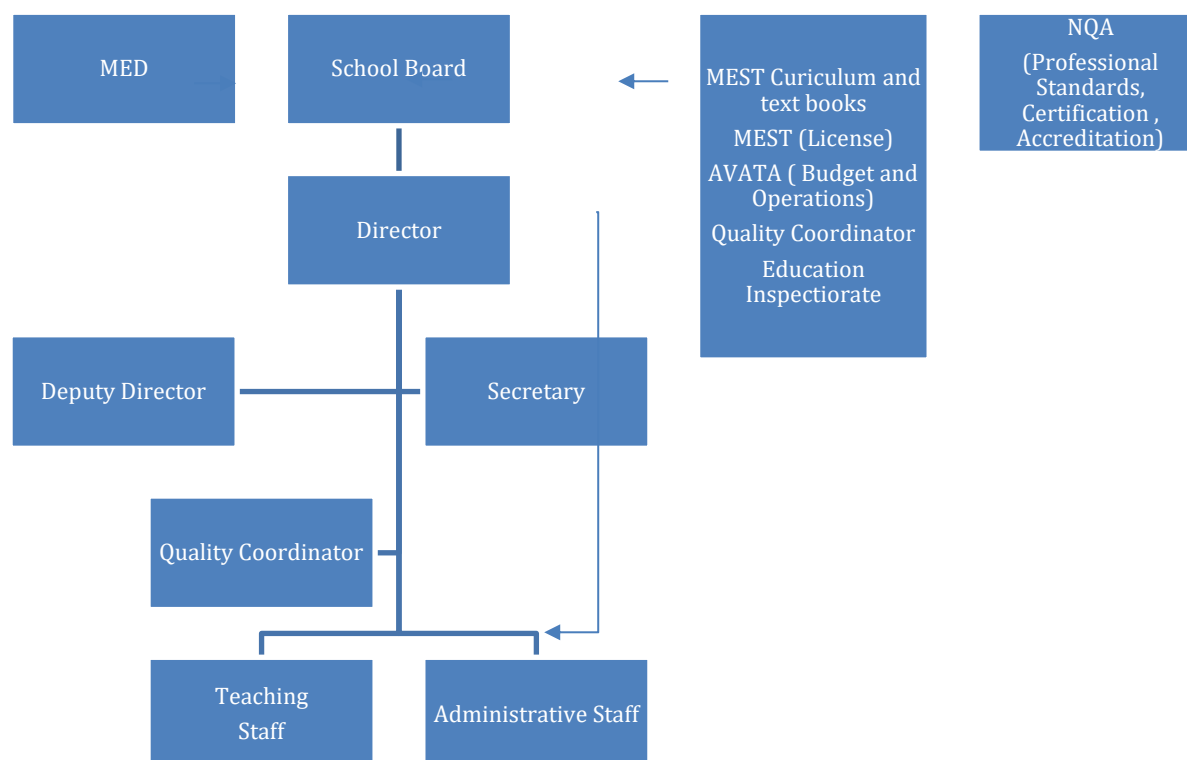 MED
School Board
MEST Curiculum and
text books
MEST (License)
AVATA ( Budget and
Operations)
Quality Coordinator
Education
Inspectiorate
NQA
(Professional
Standards,
Certification ,
Accreditation)
Director
Deputy Director
Secretary
Quality Coordinator
Teaching
Staff
Administrative Staff